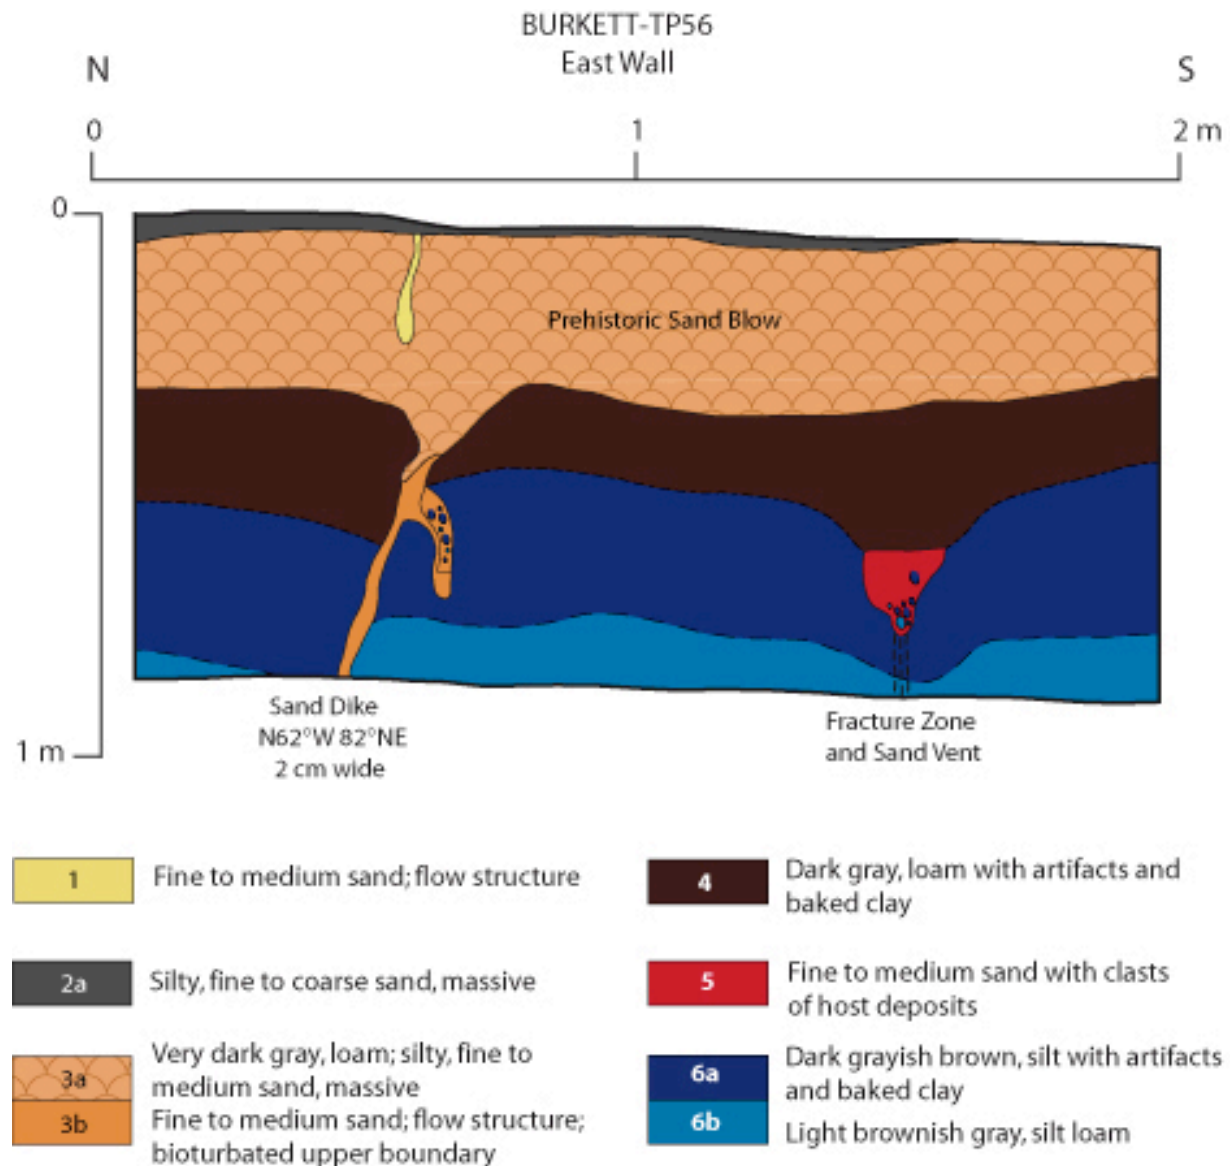 BURKETT-TP56
East Wall
N
S
0
1
2 m
0
Prehistoric Sand Blow
1 m
Sand Dike
N62°W 82°NE
2 cm wide
Fracture Zone
and Sand Vent
1
Fine to medium sand; flow structure
2a
Silty, fine to coarse sand, massive
3a
Very dark gray, loam; silty, fine to
medium sand, massive
3b
Fine to medium sand; flow structure;
bioturbated upper boundary
4
Dark gray, loam with artifacts and
baked clay
5
Fine to medium sand with clasts
of host deposits
6a
Dark grayish brown, silt with artifacts
and baked clay
6b
Light brownish gray, silt loam